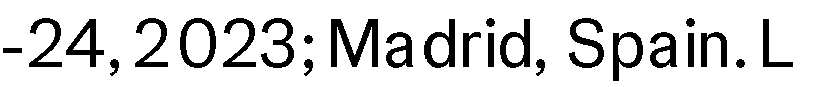 -24, 2023; Madrid, Spain. L